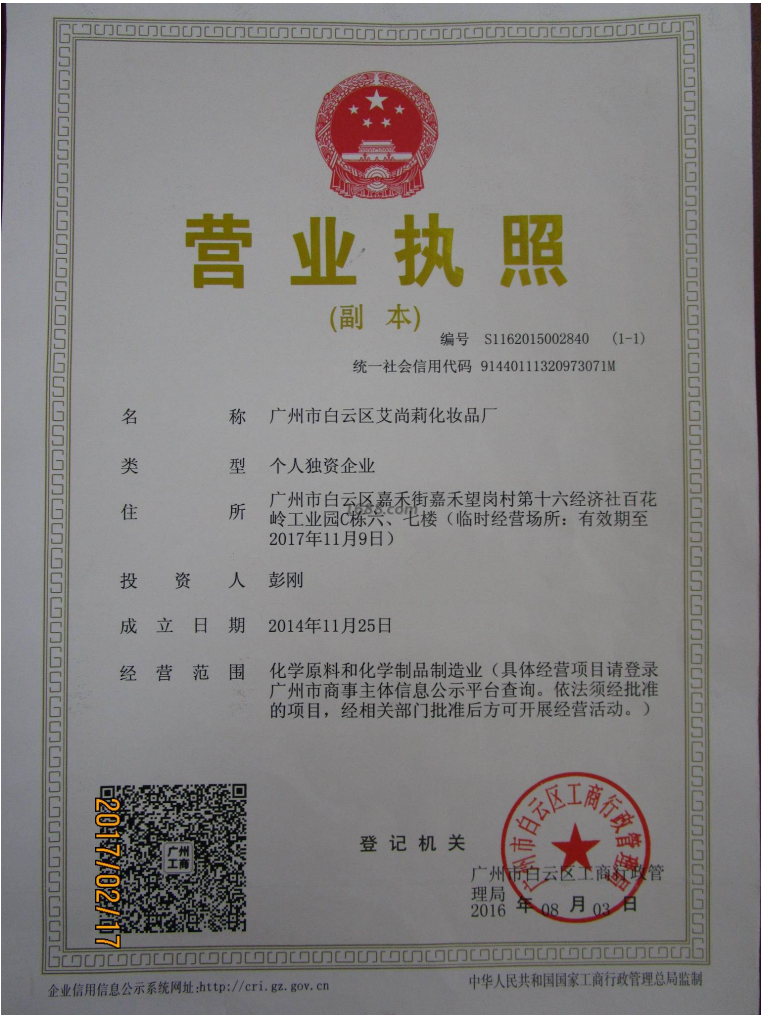 营业执照
(副 本)
编号 S1162015002840 (1-1)
统一社会信用代码 91440111320973071M
名称 广州市白云区艾尚莉化妆品厂
类型 个人独资企业
住所 广州市白云区嘉禾街嘉禾望岗村第十六经济社百花
岭工业园C栋六、七楼（临时经营场所：有效期至
2017年11月9日）
投资人 彭刚
成立日期 2014年11月25日
经营范围 化学原料和化学制品制造业（具体经营项目请登录
广州市商事主体信息公示平台查询。依法须经批准
的项目，经相关部门批准后方可开展经营活动。）
1688.com
2017/02/17
广州
工商
登记机关
广州市白云区工商行政管理局
广州市白云区工商行政管
理局
2016 年 08 月 03 日
企业信用信息公示系统网址:http://cri.gz.gov.cn
中华人民共和国国家工商行政管理总局监制